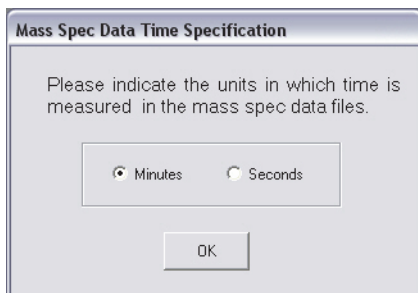 Mass Spec Data Time Specification
Please indicate the units in which time is
measured in the mass spec data files.
Minutes Seconds
OK